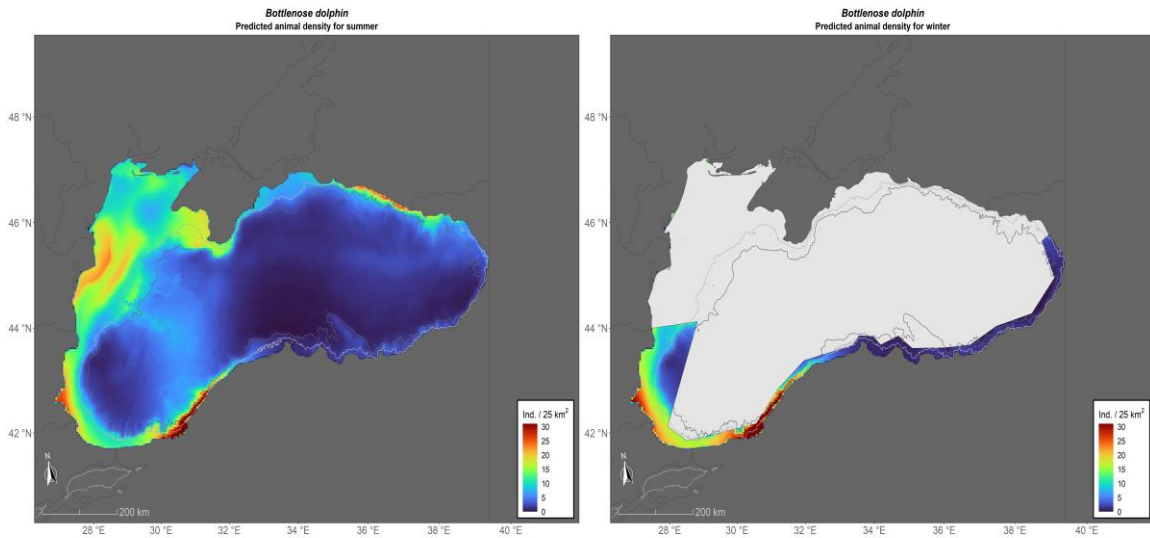 Bottlenose dolphin
Predicted animal density for summer
48 °N
46 °N
44 °N
42 °N
N
200 km
28 °E 30 °E 32 °E 34 °E 36 °E 38 °E 40 °E
Ind. / 25 km²
30
25
20
15
10
5
0
Bottlenose dolphin
Predicted animal density for winter
48 °N
46 °N
44 °N
42 °N
N
200 km
28 °E 30 °E 32 °E 34 °E 36 °E 38 °E 40 °E
Ind. / 25 km²
30
25
20
15
10
5
0